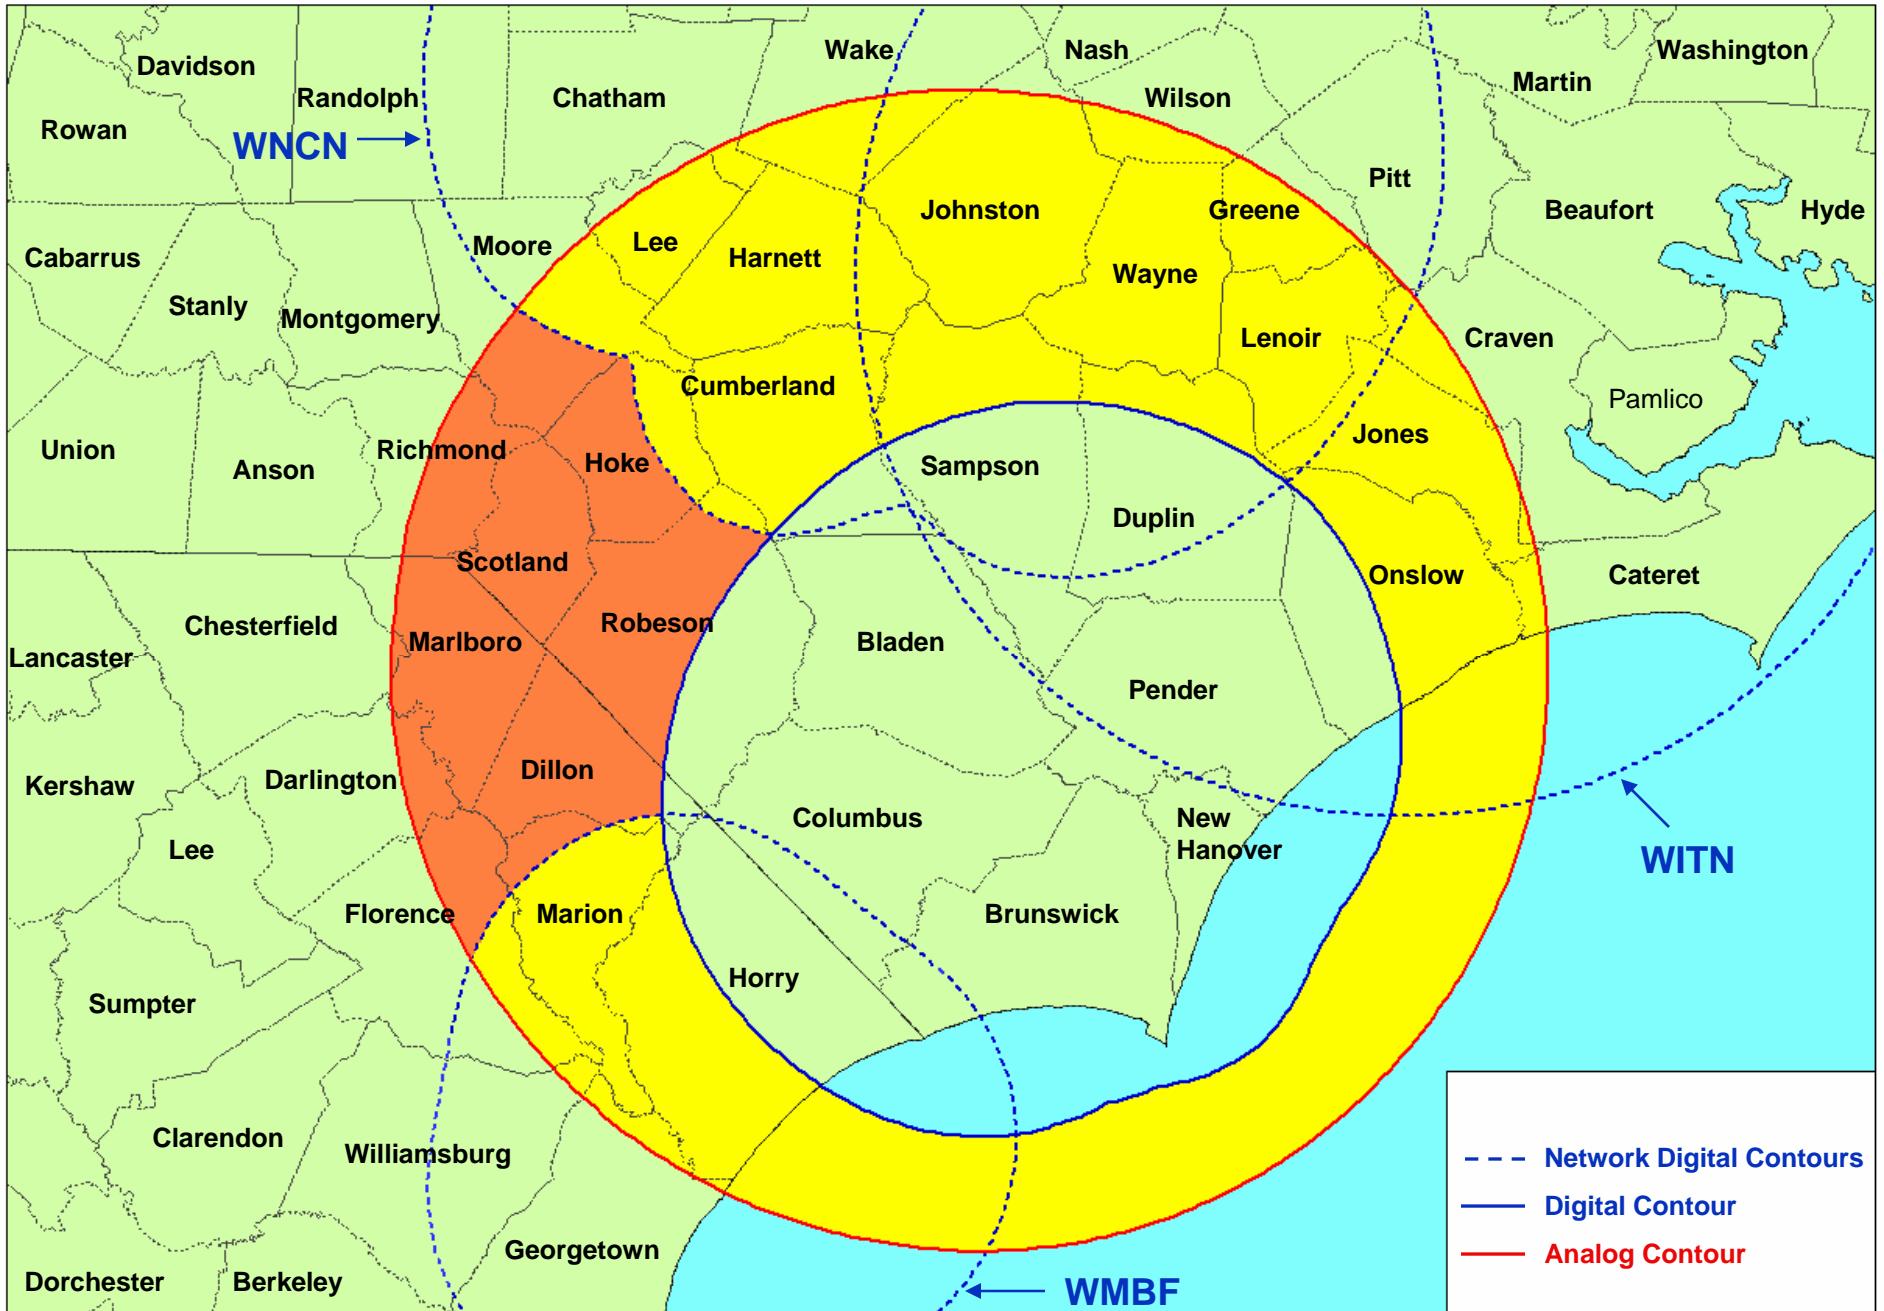 Wake
Nash
Washington
Davidson
Martin
Randolph
Chatham
Wilson
Rowan
WNCN
Pitt
Johnston
Greene
Beaufort
Hyde
Moore
Lee
Cabarrus
Harnett
Wayne
Stanly
Montgomery
Lenoir
Craven
Cumberland
Pamlico
Jones
Union
Richmond
Anson
Hoke
Sampson
Duplin
Scotland
Onslow
Cateret
Chesterfield
Robeson
Marlboro
Bladen
Lancaster
Pender
Dillon
Darlington
Kershaw
Columbus
New
Hanover
Lee
WITN
Florence
Marion
Brunswick
Horry
Sumpter
Clarendon
Williamsburg
Network Digital Contours
Digital Contour
Georgetown
Analog Contour
Dorchester
Berkeley
WMBF